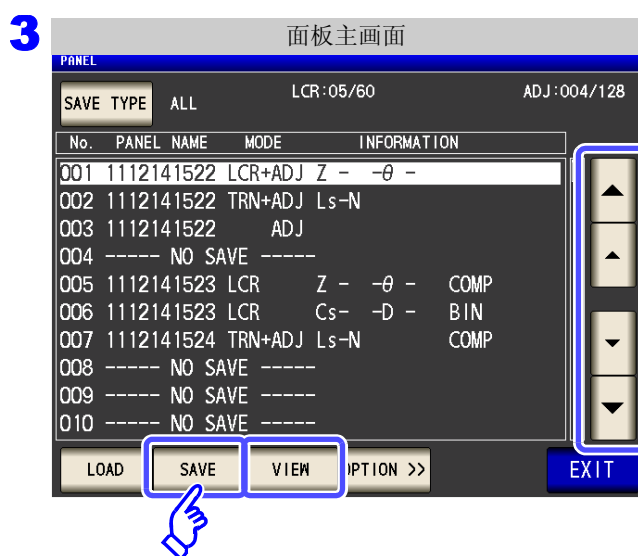 3
面板主画面
PANEL
SAVE TYPE ALL LCR:05/60 ADJ:004/128
No. PANEL NAME MODE INFORMATION
001 1112141522 LCR+ADJ Z - -θ -
002 1112141522 TRN+ADJ Ls-N
003 1112141522 ADJ
004 ----- NO SAVE -----
005 1112141523 LCR Z - -θ - COMP
006 1112141523 LCR Cs- -D - BIN
007 1112141524 TRN+ADJ Ls-N COMP
008 ----- NO SAVE -----
009 ----- NO SAVE -----
010 ----- NO SAVE -----
LOAD SAVE VIEW PTION >> EXIT